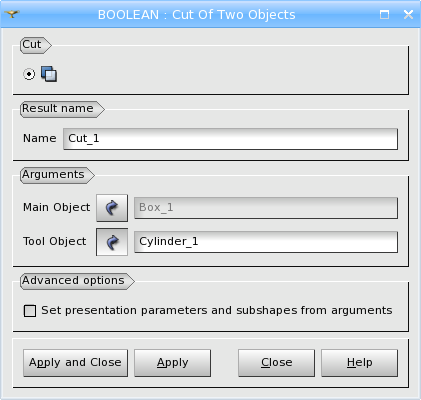 BOOLEAN : Cut Of Two Objects
Cut
Result name
Name Cut_1
Arguments
Main Object Box_1
Tool Object Cylinder_1
Advanced options
Set presentation parameters and subshapes from arguments
Apply and Close Apply Close Help